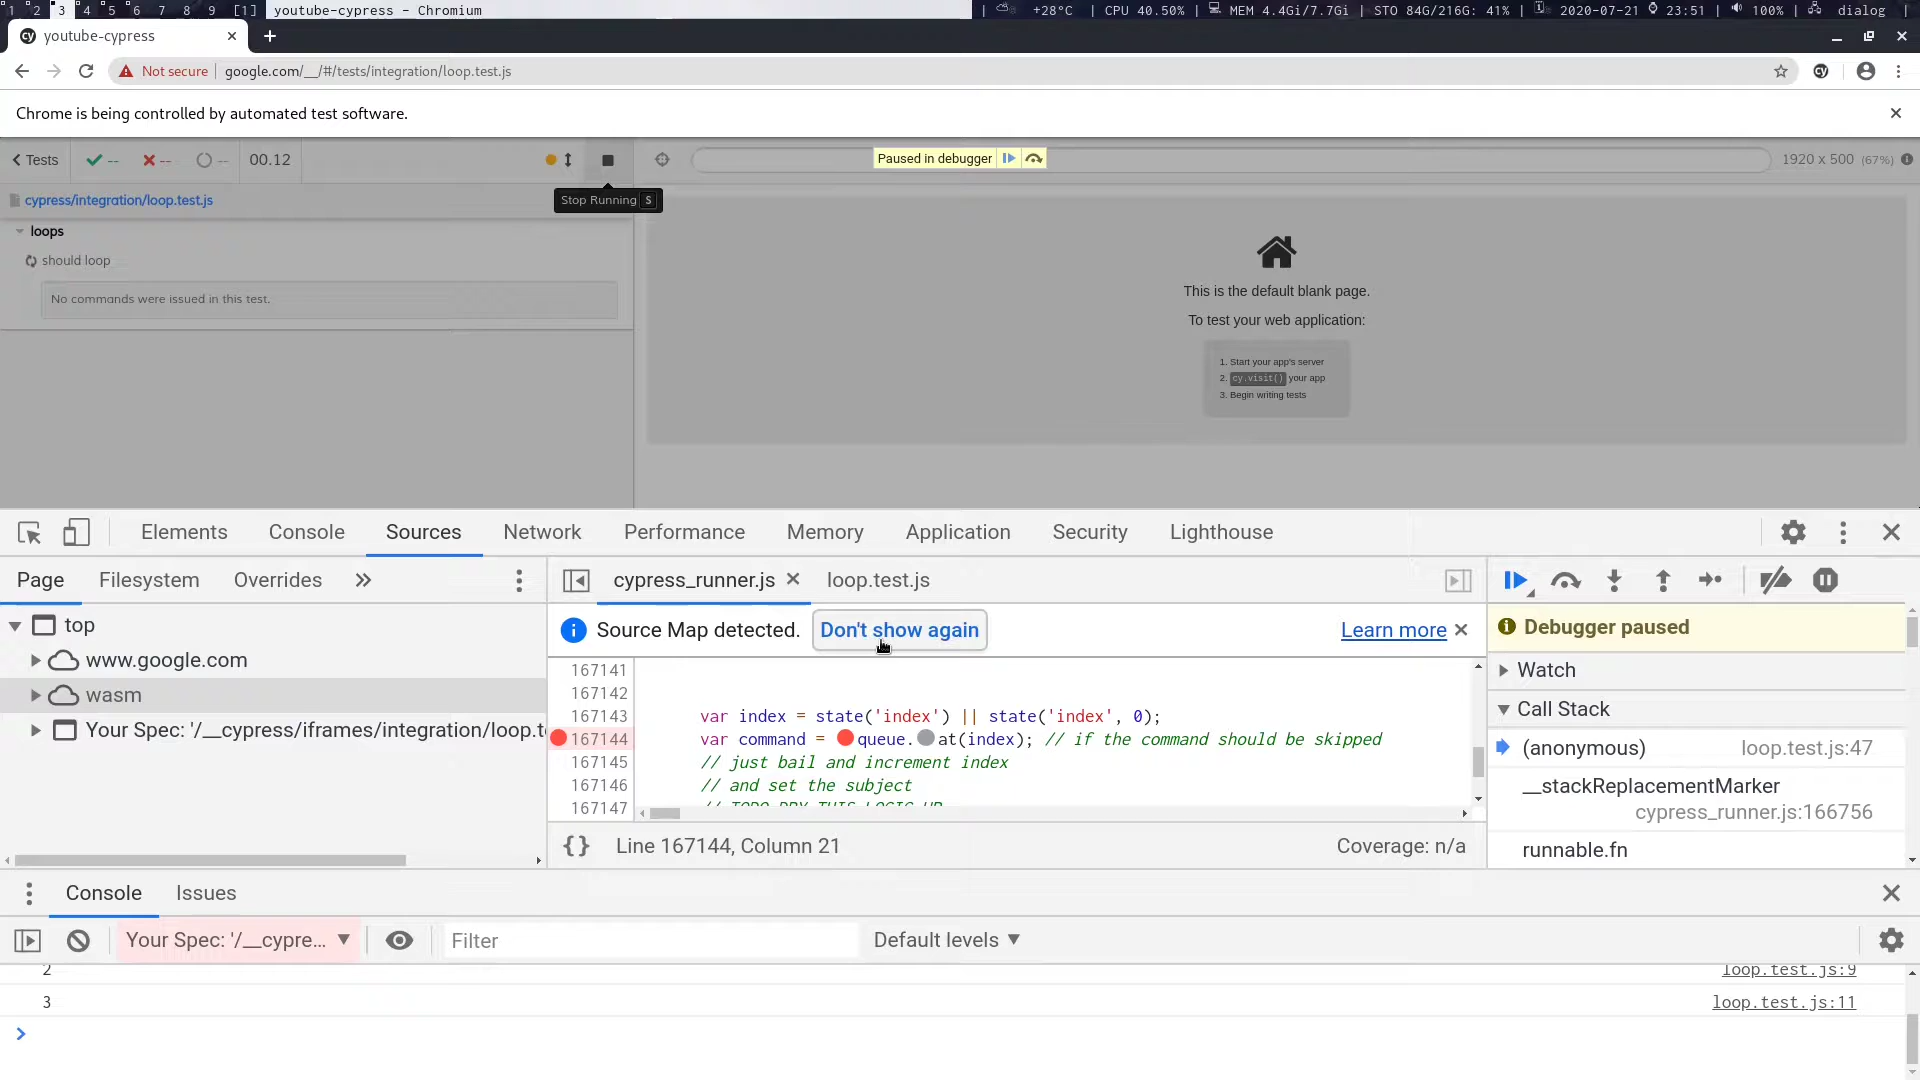 1 2 3 4 5 6 7 8 9 [1] youtube-cypress - Chromium | +28°C | CPU 40.50% | MEM 4.4Gi/7.7Gi | STO 84G/216G: 41% | 2020-07-21 23:51 | 100% | dialog |
youtube-cypress
Not secure | google.com/__/#/tests/integration/loop.test.js
Chrome is being controlled by automated test software.
Tests -- -- -- 00.12
Paused in debugger
1920 x 500 (67%)
cypress/integration/loop.test.js
Stop Running S
loops
should loop
No commands were issued in this test.
This is the default blank page.
To test your web application:
1. Start your app's server
2. cy.visit() your app
3. Begin writing tests
Elements Console Sources Network Performance Memory Application Security Lighthouse
Page Filesystem Overrides
cypress_runner.js loop.test.js
top
www.google.com
wasm
Your Spec: '/__cypress/iframes/integration/loop.t
Source Map detected. Don't show again Learn more
167141
167142
167143 var index = state('index') || state('index', 0);
167144 var command = queue.at(index); // if the command should be skipped
167145 // just bail and increment index
167146 // and set the subject
167147 // TODO DRY THIS LOGIC UP
{} Line 167144, Column 21 Coverage: n/a
Debugger paused
Watch
Call Stack
(anonymous) loop.test.js:47
__stackReplacementMarker
cypress_runner.js:166756
runnable.fn
Console Issues
Your Spec: '/__cypre... Filter Default levels
2 loop.test.js:9
3 loop.test.js:11